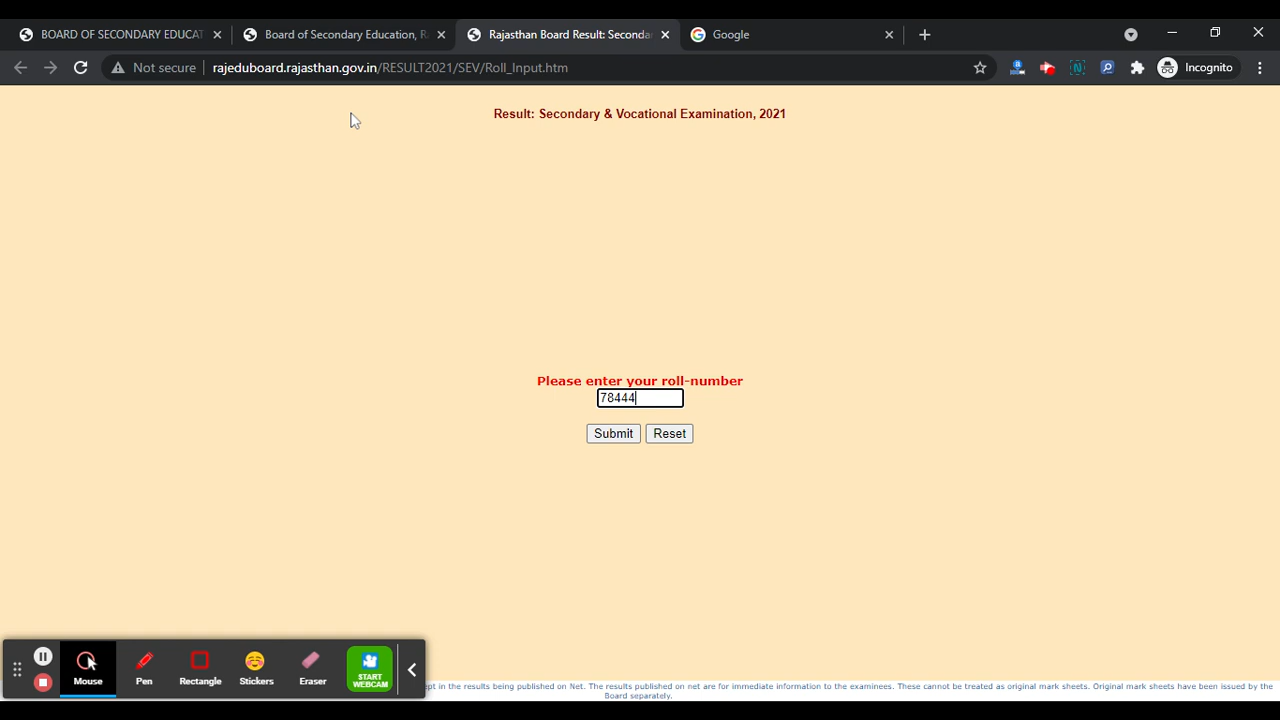 BOARD OF SECONDARY EDUCAT
Board of Secondary Education, R
Rajasthan Board Result: Seconda
Google
Not secure
rajeduboard.rajasthan.gov.in/RESULT2021/SEV/Roll_Input.htm
Incognito
Result: Secondary & Vocational Examination, 2021
Please enter your roll-number
78444
Submit Reset
Mouse Pen Rectangle Stickers Eraser START WEBCAM
ept in the results being published on Net. The results published on net are for immediate information to the examinees. These cannot be treated as original mark sheets. Original mark sheets have been issued by the
Board separately.